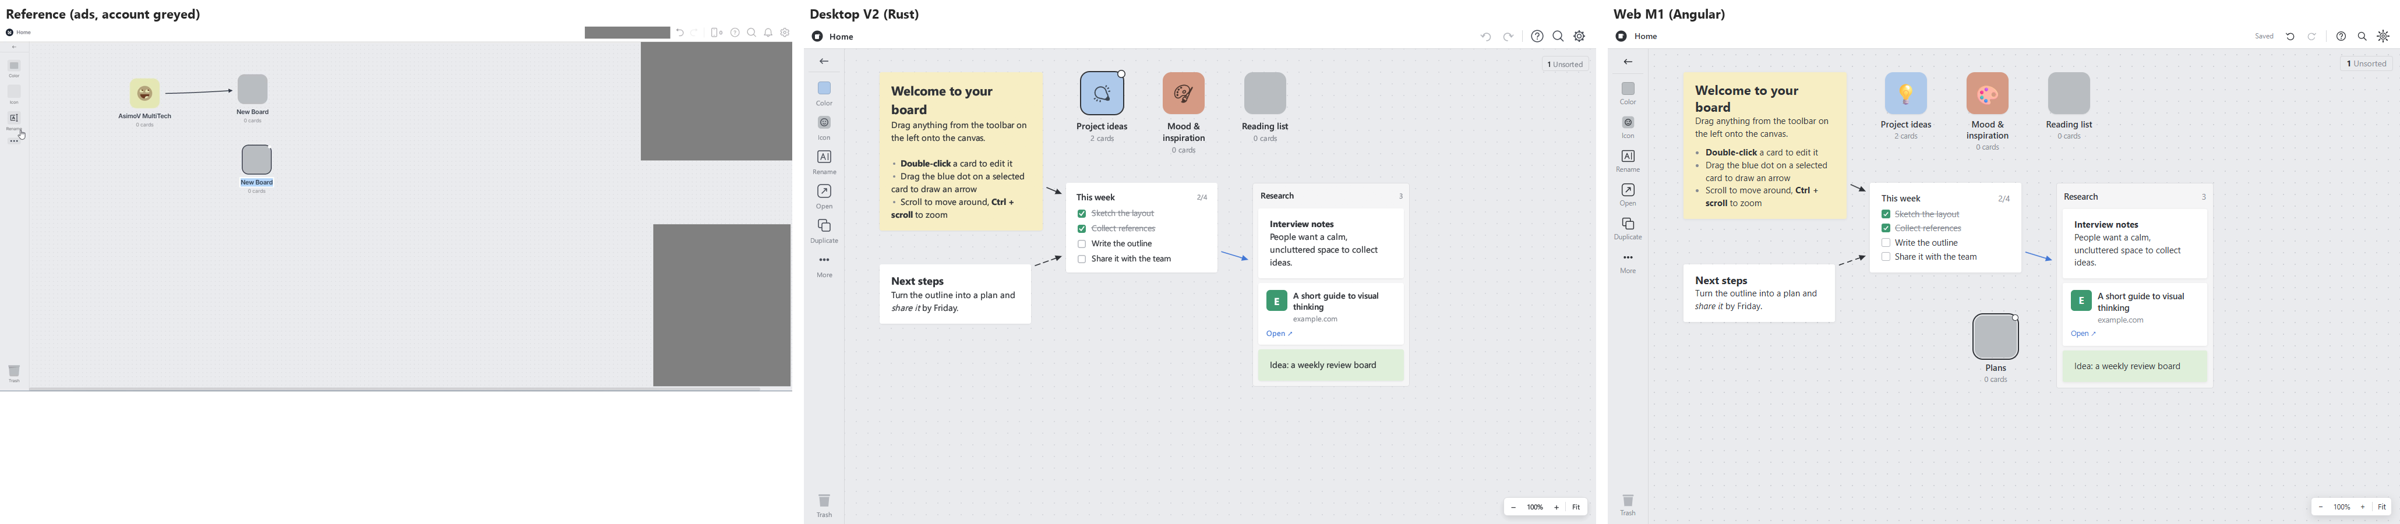 Reference (ads, account greyed)
Home
Color
Icon
Rename
AsimoV MultiTech
0 cards
New Board
0 cards
New Board
0 cards
Trash
Desktop V2 (Rust)
Home
1 Unsorted
Color
Icon
Rename
Open
Duplicate
More
Trash
Welcome to your
board
Drag anything from the toolbar on
the left onto the canvas.
• Double-click a card to edit it
• Drag the blue dot on a selected
card to draw an arrow
• Scroll to move around, Ctrl +
scroll to zoom
Next steps
Turn the outline into a plan and
share it by Friday.
Project ideas
2 cards
Mood &
inspiration
0 cards
Reading list
0 cards
This week 2/4
Sketch the layout
Collect references
Write the outline
Share it with the team
Research 3
Interview notes
People want a calm,
uncluttered space to collect
ideas.
E
A short guide to visual
thinking
example.com
Open ↗
Idea: a weekly review board
− 100% + Fit
Web M1 (Angular)
Home
Saved
1 Unsorted
Color
Icon
Rename
Open
Duplicate
More
Trash
Welcome to your
board
Drag anything from the toolbar on
the left onto the canvas.
• Double-click a card to edit it
• Drag the blue dot on a selected
card to draw an arrow
• Scroll to move around, Ctrl +
scroll to zoom
Next steps
Turn the outline into a plan and
share it by Friday.
Project ideas
2 cards
Mood &
inspiration
0 cards
Reading list
0 cards
This week 2/4
Sketch the layout
Collect references
Write the outline
Share it with the team
Plans
0 cards
Research 3
Interview notes
People want a calm,
uncluttered space to collect
ideas.
E
A short guide to visual
thinking
example.com
Open ↗
Idea: a weekly review board
− 100% + Fit